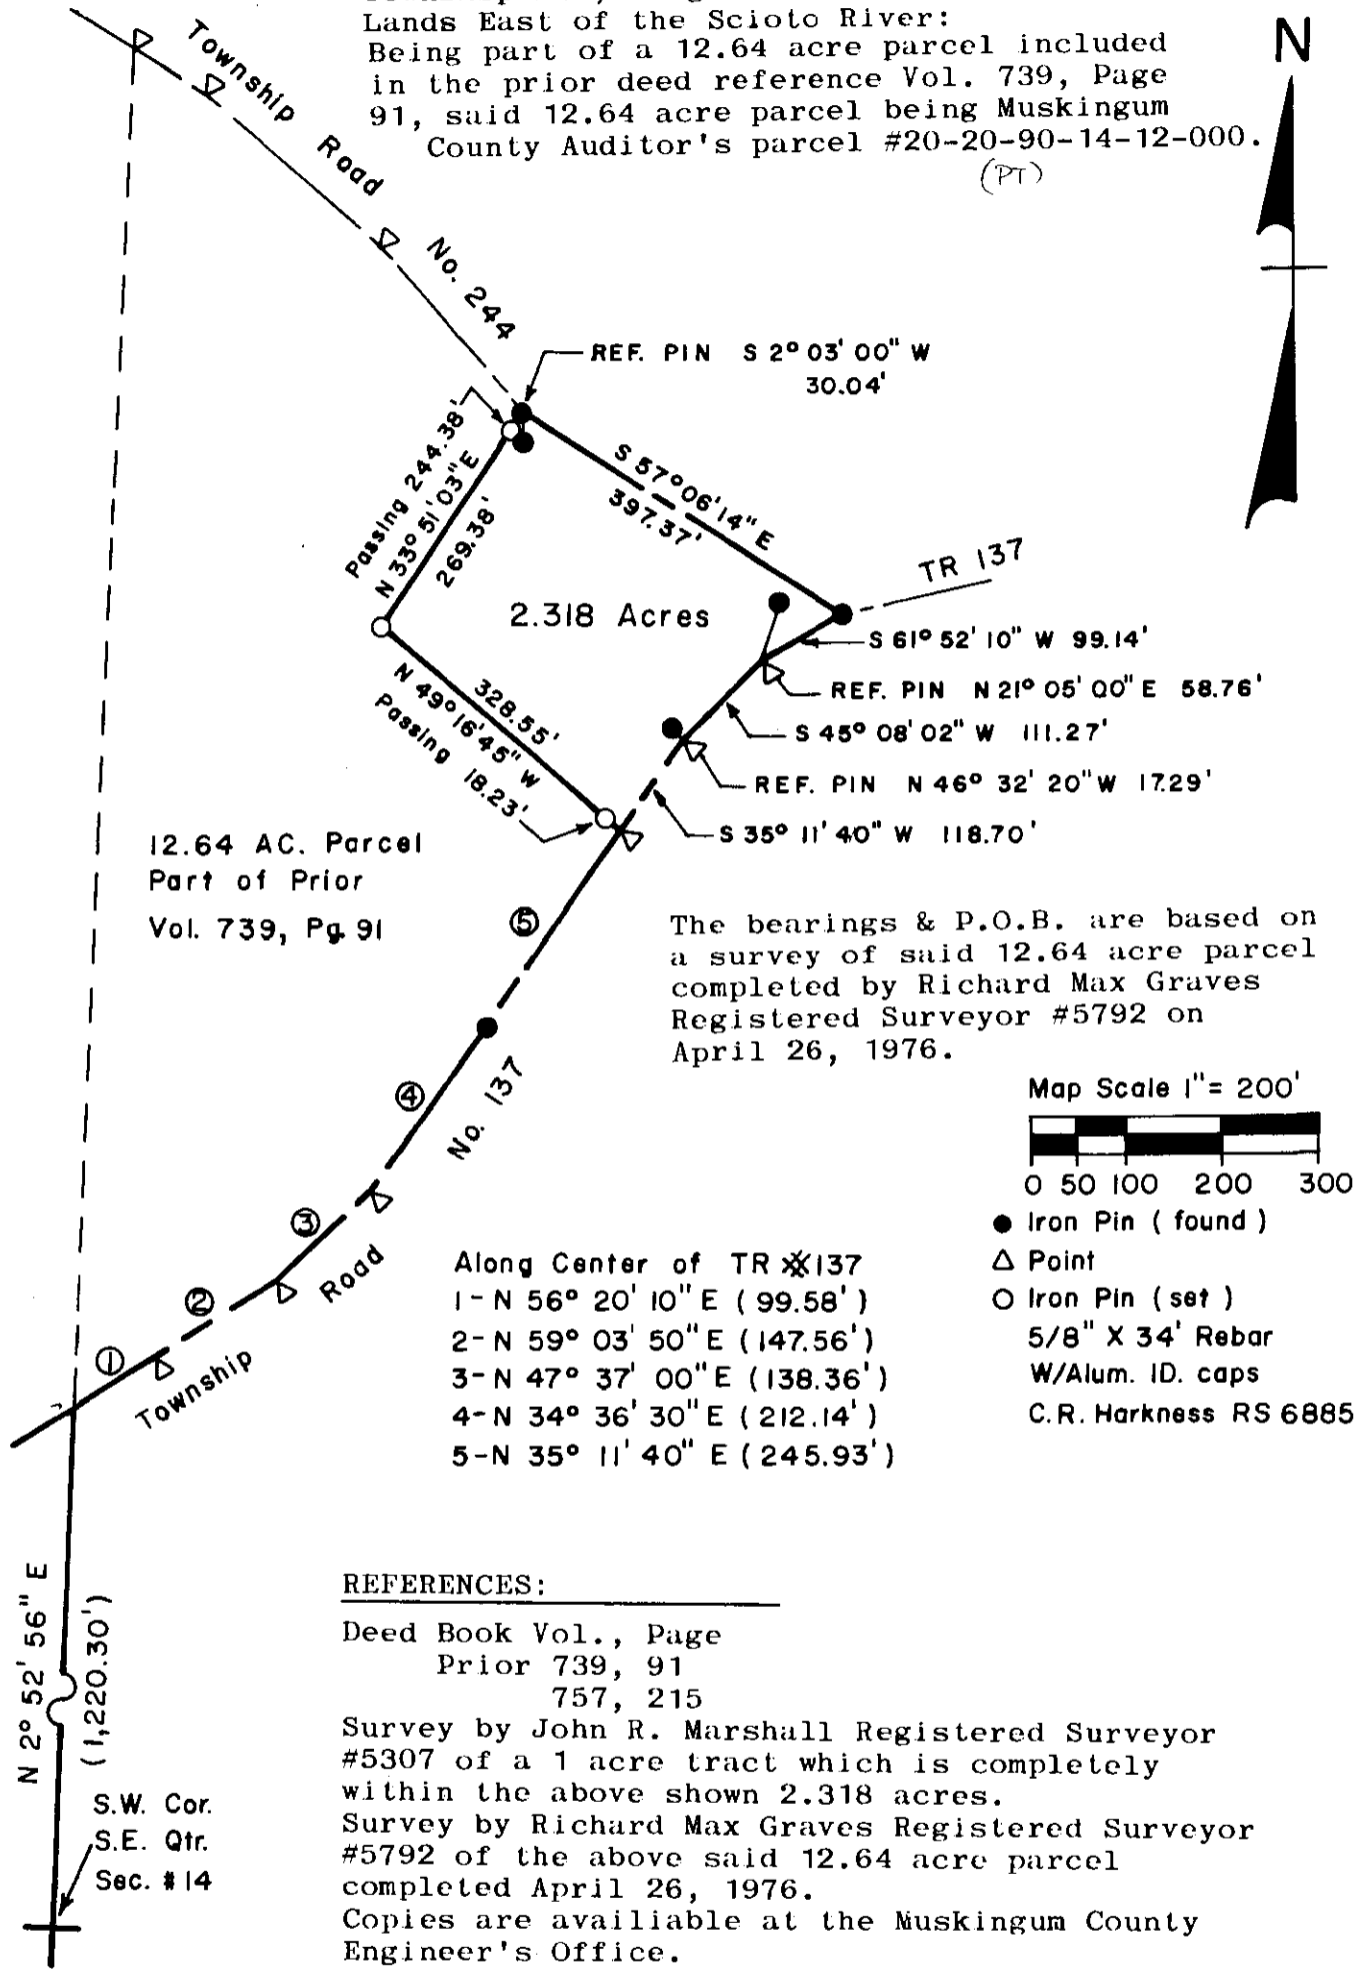 Lands East of the Scioto River:
Being part of a 12.64 acre parcel included
in the prior deed reference Vol. 739, Page
91, said 12.64 acre parcel being Muskingum
County Auditor's parcel #20-20-90-14-12-000.
(PT)
N
Township Road No. 244
REF. PIN S 2° 03' 00" W
30.04'
Passing 244.38'
N 33° 51' 03" E
269.38'
S 57° 06' 14" E
397.37'
TR 137
2.318 Acres
S 61° 52' 10" W 99.14'
REF. PIN N 21° 05' 00" E 58.76'
S 45° 08' 02" W 111.27'
REF. PIN N 46° 32' 20" W 17.29'
S 35° 11' 40" W 118.70'
328.55'
N 49° 16' 45" W
Passing 18.23'
12.64 AC. Parcel
Part of Prior
Vol. 739, Pg. 91
The bearings & P.O.B. are based on
a survey of said 12.64 acre parcel
completed by Richard Max Graves
Registered Surveyor #5792 on
April 26, 1976.
Map Scale 1" = 200'
0 50 100 200 300
Iron Pin ( found )
Point
Iron Pin ( set )
5/8" X 34' Rebar
W/Alum. ID. caps
C.R. Harkness RS 6885
5
4
3
2
1
Township Road No. 137
Along Center of TR 137
1- N 56° 20' 10" E ( 99.58' )
2- N 59° 03' 50" E ( 147.56' )
3- N 47° 37' 00" E ( 138.36' )
4- N 34° 36' 30" E ( 212.14' )
5- N 35° 11' 40" E ( 245.93' )
N 2° 52' 56" E
( 1,220.30' )
S.W. Cor.
S.E. Qtr.
Sec. #14
REFERENCES:
Deed Book Vol., Page
Prior 739, 91
757, 215
Survey by John R. Marshall Registered Surveyor
#5307 of a 1 acre tract which is completely
within the above shown 2.318 acres.
Survey by Richard Max Graves Registered Surveyor
#5792 of the above said 12.64 acre parcel
completed April 26, 1976.
Copies are availiable at the Muskingum County
Engineer's Office.